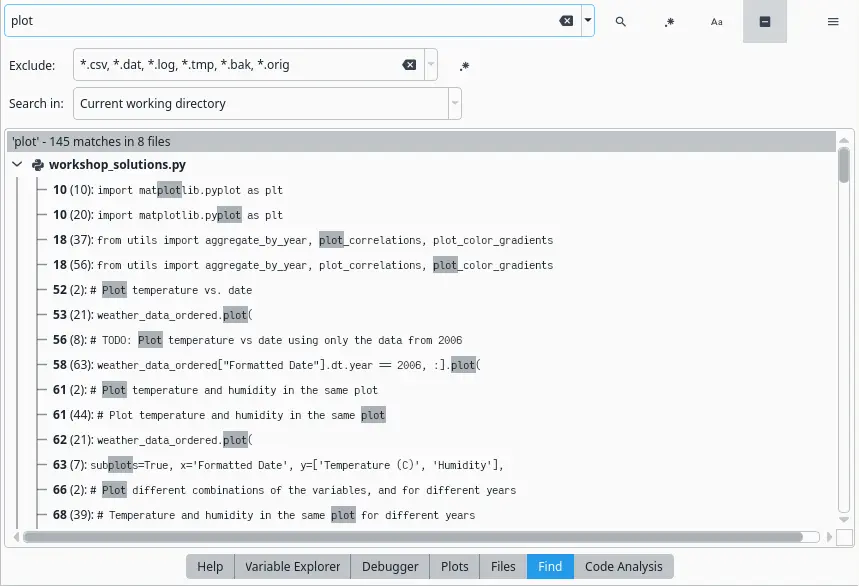 plot
Aa
Exclude: *.csv, *.dat, *.log, *.tmp, *.bak, *.orig
Search in: Current working directory
'plot' - 145 matches in 8 files
workshop_solutions.py
10 (10): import matplotlib.pyplot as plt
10 (20): import matplotlib.pyplot as plt
18 (37): from utils import aggregate_by_year, plot_correlations, plot_color_gradients
18 (56): from utils import aggregate_by_year, plot_correlations, plot_color_gradients
52 (2): # Plot temperature vs. date
53 (21): weather_data_ordered.plot(
56 (8): # TODO: Plot temperature vs date using only the data from 2006
58 (63): weather_data_ordered["Formatted Date"].dt.year == 2006, :].plot(
61 (2): # Plot temperature and humidity in the same plot
61 (44): # Plot temperature and humidity in the same plot
62 (21): weather_data_ordered.plot(
63 (7): subplots=True, x='Formatted Date', y=['Temperature (C)', 'Humidity'],
66 (2): # Plot different combinations of the variables, and for different years
68 (39): # Temperature and humidity in the same plot for different years
Help Variable Explorer Debugger Plots Files Find Code Analysis